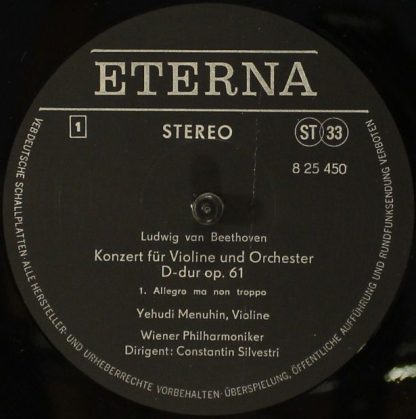 ETERNA
1
STEREO
ST 33
8 25 450
Ludwig van Beethoven
Konzert für Violine und Orchester
D-dur op. 61
1. Allegro ma non troppo
Yehudi Menuhin, Violine
Wiener Philharmoniker
Dirigent: Constantin Silvestri
VEB DEUTSCHE SCHALLPLATTEN · ALLE HERSTELLER- UND URHEBERRECHTE VORBEHALTEN · ÜBERSPIELUNG, ÖFFENTLICHE AUFFÜHRUNG UND RUNDFUNKSENDUNG VERBOTEN